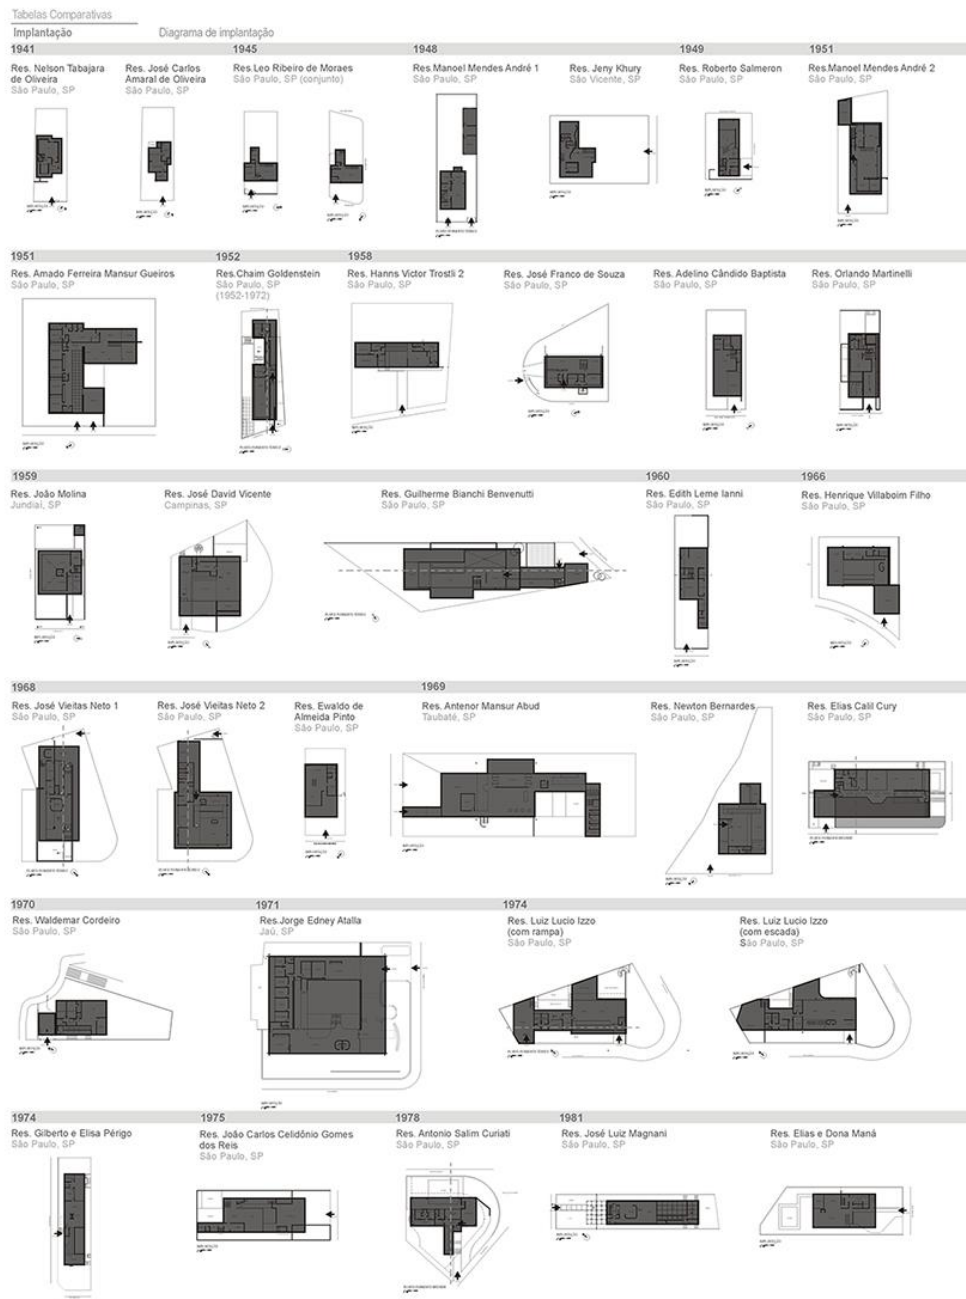 Tabelas Comparativas
Implantação Diagrama de implantação
1941 1945 1948 1949 1951
Res. Nelson Tabajara de Oliveira
São Paulo, SP
Res. José Carlos Amaral de Oliveira
São Paulo, SP
Res.Leo Ribeiro de Moraes
São Paulo, SP (conjunto)
Res.Manoel Mendes André 1
São Paulo, SP
Res. Jeny Khury
São Vicente, SP
Res. Roberto Salmeron
São Paulo, SP
Res.Manoel Mendes André 2
São Paulo, SP
1951 1952 1958
Res. Amado Ferreira Mansur Gueiros
São Paulo, SP
Res.Chaim Goldenstein
São Paulo, SP
(1952-1972)
Res. Hanns Victor Trostli 2
São Paulo, SP
Res. José Franco de Souza
São Paulo, SP
Res. Adelino Cândido Baptista
São Paulo, SP
Res. Orlando Martinelli
São Paulo, SP
1959 1960 1966
Res. João Molina
Jundiaí, SP
Res. José David Vicente
Campinas, SP
Res. Guilherme Bianchi Benvenutti
São Paulo, SP
Res. Edith Leme Ianni
São Paulo, SP
Res. Henrique Villaboim Filho
São Paulo, SP
1968 1969
Res. José Vieitas Neto 1
São Paulo, SP
Res. José Vieitas Neto 2
São Paulo, SP
Res. Ewaldo de
Almeida Pinto
São Paulo, SP
Res. Antenor Mansur Abud
Taubaté, SP
Res. Newton Bernardes
São Paulo, SP
Res. Elias Calil Cury
São Paulo, SP
1970 1971 1974
Res. Waldemar Cordeiro
São Paulo, SP
Res.Jorge Edney Atalla
Jaú, SP
Res. Luiz Lucio Izzo
(com rampa)
São Paulo, SP
Res. Luiz Lucio Izzo
(com escada)
São Paulo, SP
1974 1975 1978 1981
Res. Gilberto e Elisa Périgo
São Paulo, SP
Res. João Carlos Celidônio Gomes
dos Reis
São Paulo, SP
Res. Antonio Salim Curiati
São Paulo, SP
Res. José Luiz Magnani
São Paulo, SP
Res. Elias e Dona Maná
São Paulo, SP